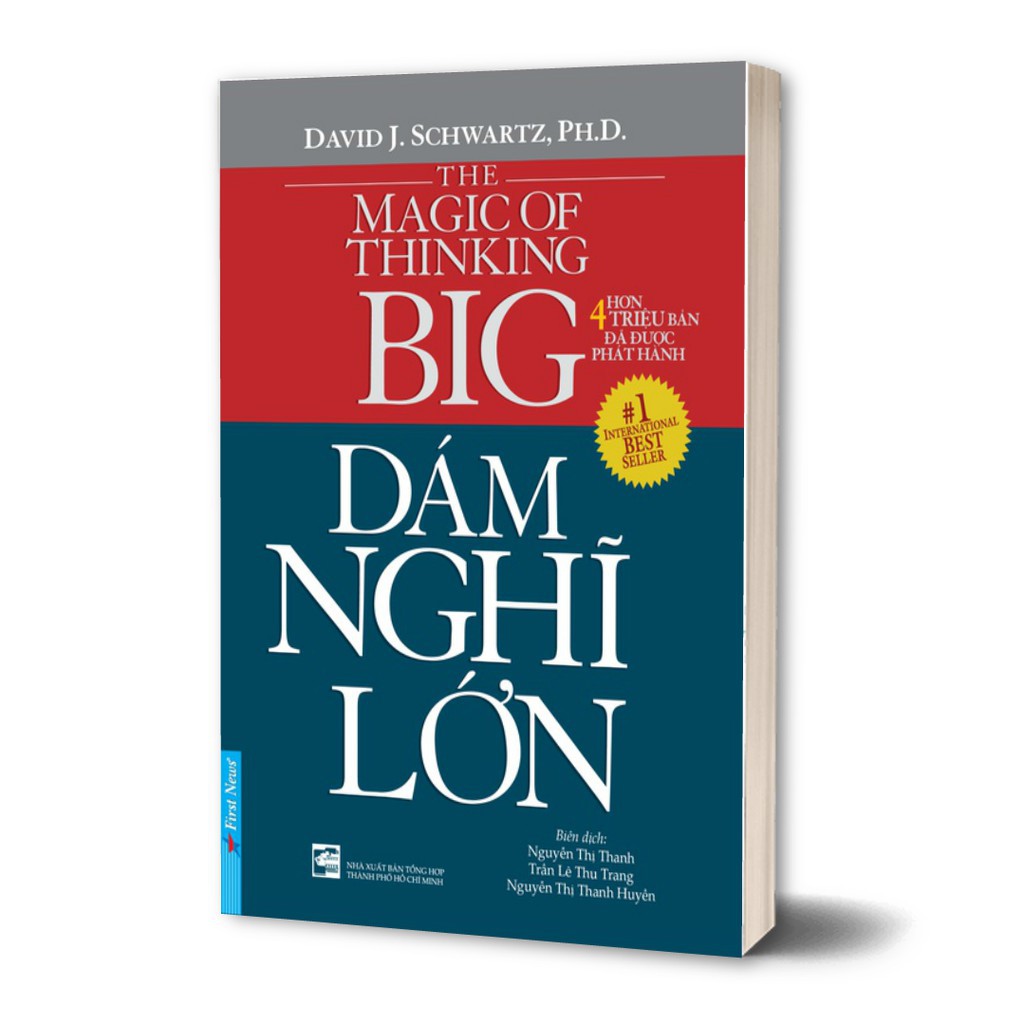 DAVID J. SCHWARTZ, PH.D.
THE
MAGIC OF
THINKING
BIG
4 HƠN
TRIỆU BẢN
ĐÃ ĐƯỢC
PHÁT HÀNH
#1
INTERNATIONAL
BEST
SELLER
DÁM
NGHĨ
LỚN
First News
NHÀ XUẤT BẢN TỔNG HỢP
THÀNH PHỐ HỒ CHÍ MINH
Biên dịch:
Nguyễn Thị Thanh
Trần Lê Thu Trang
Nguyễn Thị Thanh Huyền